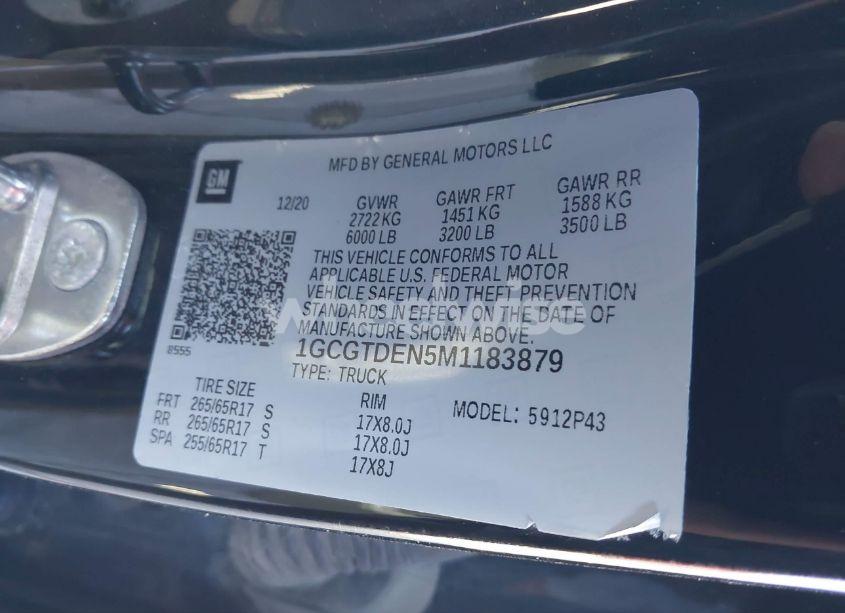 GM
MFD BY GENERAL MOTORS LLC
12/20 GVWR GAWR FRT GAWR RR
2722 KG 1451 KG 1588 KG
6000 LB 3200 LB 3500 LB
THIS VEHICLE CONFORMS TO ALL
APPLICABLE U.S. FEDERAL MOTOR
VEHICLE SAFETY AND THEFT PREVENTION
STANDARDS IN EFFECT ON THE DATE OF
MANUFACTURE SHOWN ABOVE.
8555
1GCGTDEN5M1183879
TYPE: TRUCK
TIRE SIZE RIM MODEL: 5912P43
FRT 265/65R17 S 17X8.0J
RR 265/65R17 S 17X8.0J
SPA 255/65R17 T 17X8J